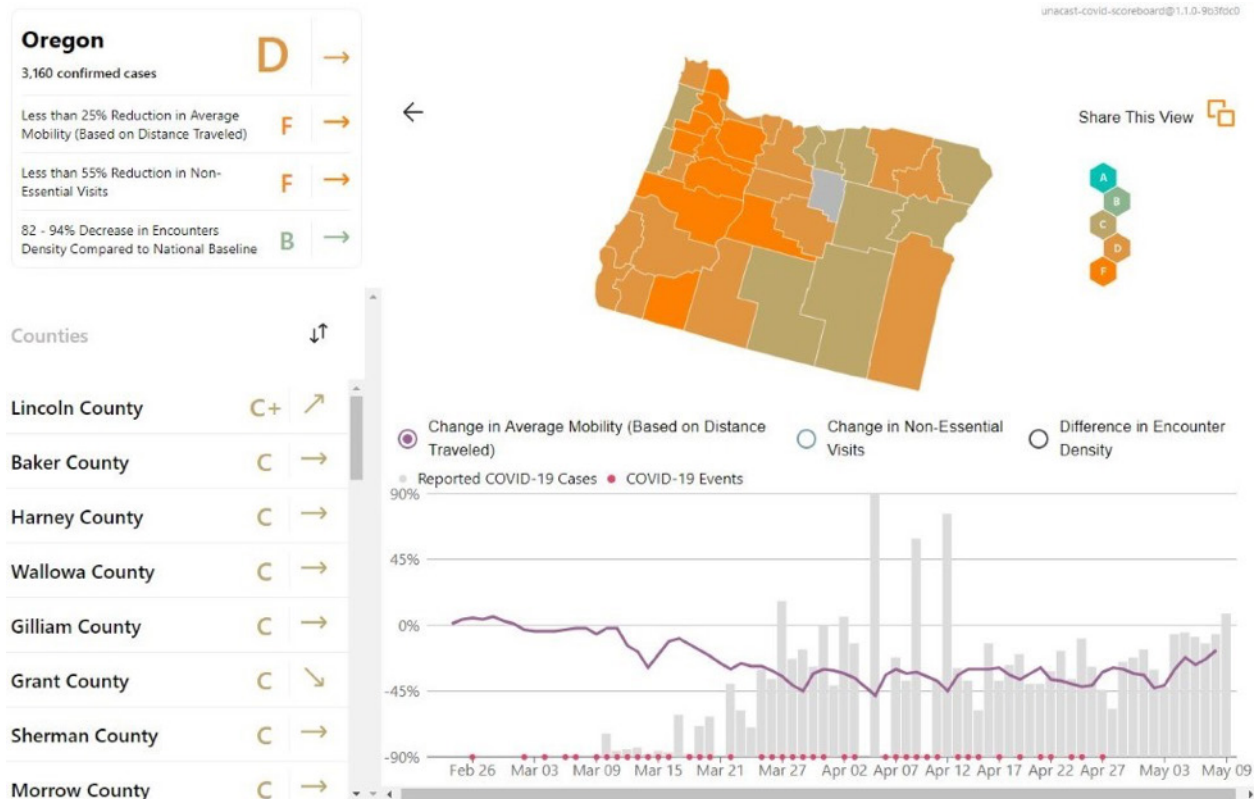 unacast-covid-scoreboard@1.1.0-9b3fdc0
Oregon
D
3,160 confirmed cases
Less than 25% Reduction in Average
Mobility (Based on Distance Traveled)
F
Less than 55% Reduction in Non-
Essential Visits
F
82 - 94% Decrease in Encounters
Density Compared to National Baseline
B
Share This View
A
B
C
D
F
Counties
Lincoln County C+
Baker County C
Harney County C
Wallowa County C
Gilliam County C
Grant County C
Sherman County C
Morrow County C
Change in Average Mobility (Based on Distance
Traveled)
Change in Non-Essential
Visits
Difference in Encounter
Density
Reported COVID-19 Cases COVID-19 Events
90%
45%
0%
-45%
-90%
Feb 26 Mar 03 Mar 09 Mar 15 Mar 21 Mar 27 Apr 02 Apr 07 Apr 12 Apr 17 Apr 22 Apr 27 May 03 May 09